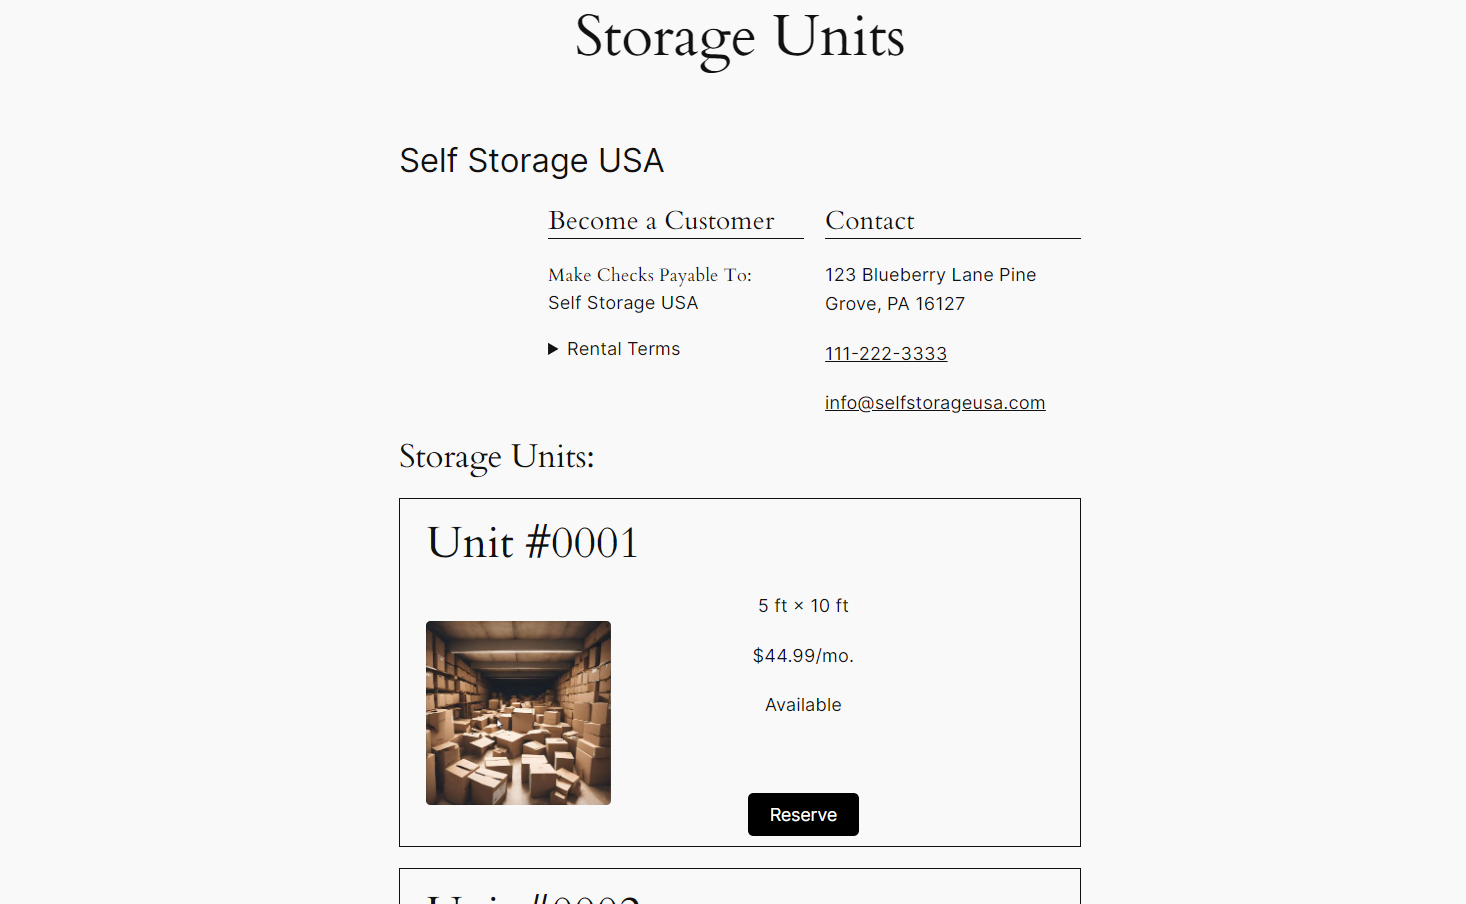 Storage Units
Self Storage USA
Become a Customer
Make Checks Payable To:
Self Storage USA
▶ Rental Terms
Contact
123 Blueberry Lane Pine
Grove, PA 16127
111-222-3333
info@selfstorageusa.com
Storage Units:
Unit #0001
5 ft × 10 ft
$44.99/mo.
Available
Reserve
Unit #0002